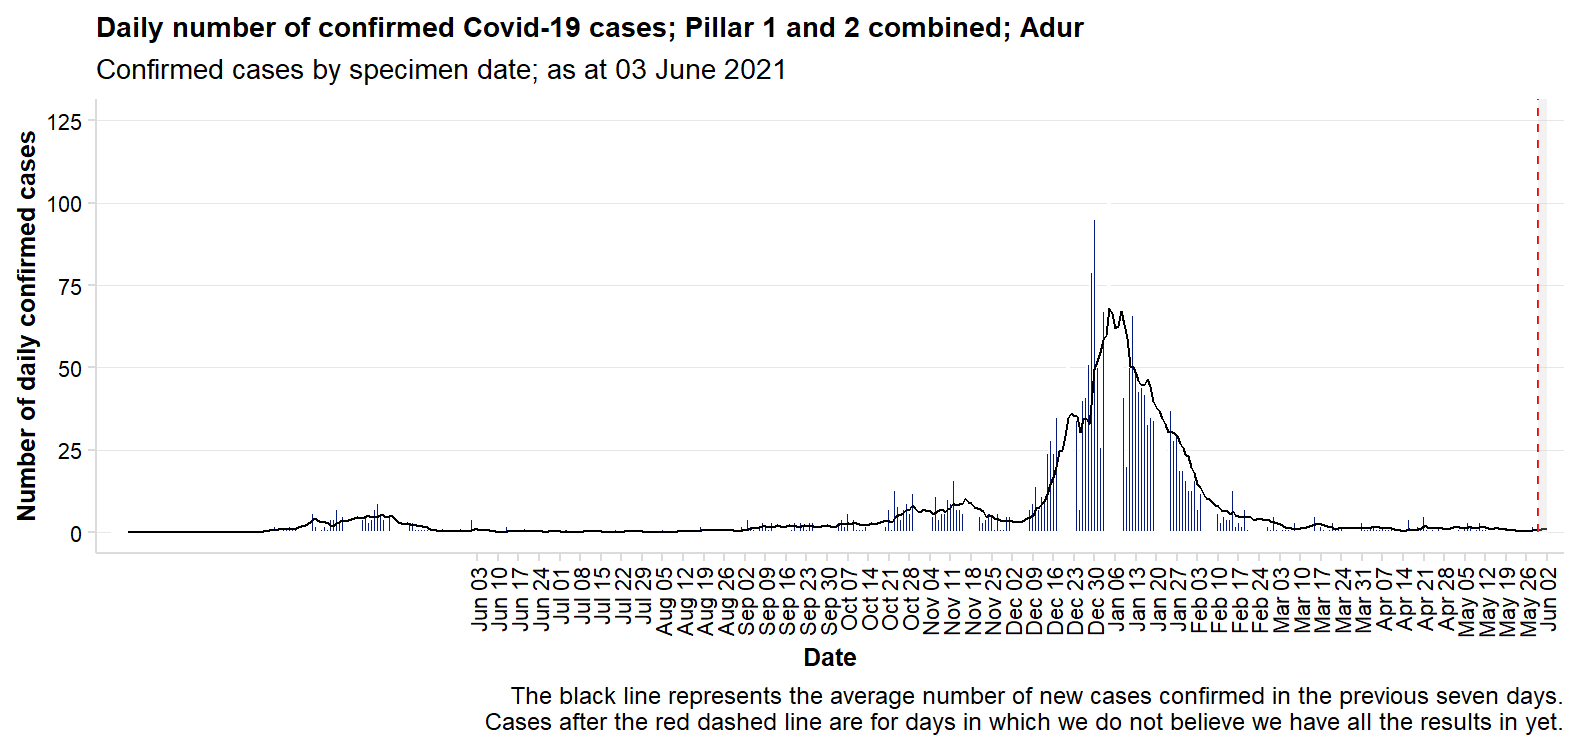 Daily number of confirmed Covid-19 cases; Pillar 1 and 2 combined; Adur
Confirmed cases by specimen date; as at 03 June 2021
Number of daily confirmed cases
125
100
75
50
25
0
Jun 03
Jun 10
Jun 17
Jun 24
Jul 01
Jul 08
Jul 15
Jul 22
Jul 29
Aug 05
Aug 12
Aug 19
Aug 26
Sep 02
Sep 09
Sep 16
Sep 23
Sep 30
Oct 07
Oct 14
Oct 21
Oct 28
Nov 04
Nov 11
Nov 18
Nov 25
Dec 02
Dec 09
Dec 16
Dec 23
Dec 30
Jan 06
Jan 13
Jan 20
Jan 27
Feb 03
Feb 10
Feb 17
Feb 24
Mar 03
Mar 10
Mar 17
Mar 24
Mar 31
Apr 07
Apr 14
Apr 21
Apr 28
May 05
May 12
May 19
May 26
Jun 02
Date
The black line represents the average number of new cases confirmed in the previous seven days.
Cases after the red dashed line are for days in which we do not believe we have all the results in yet.